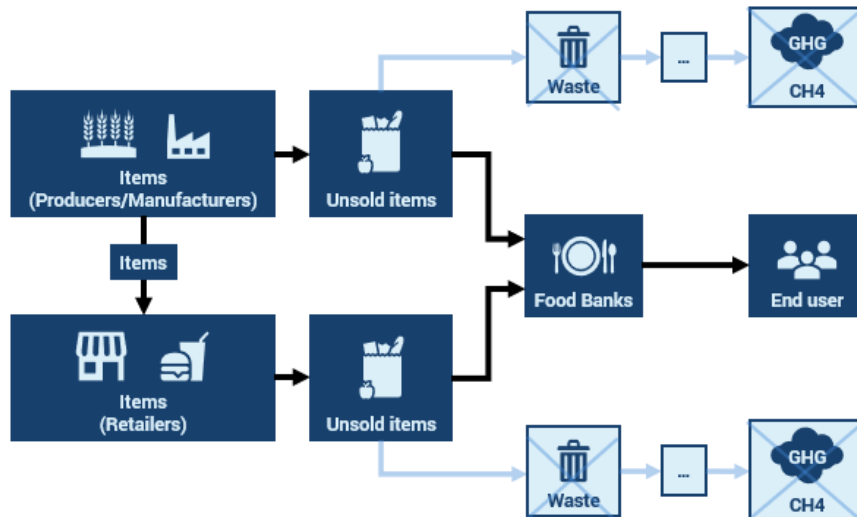 GHG
Waste
...
CH4
Items
(Producers/Manufacturers)
Unsold items
Items
Food Banks
End user
Items
(Retailers)
Unsold items
GHG
Waste
...
CH4